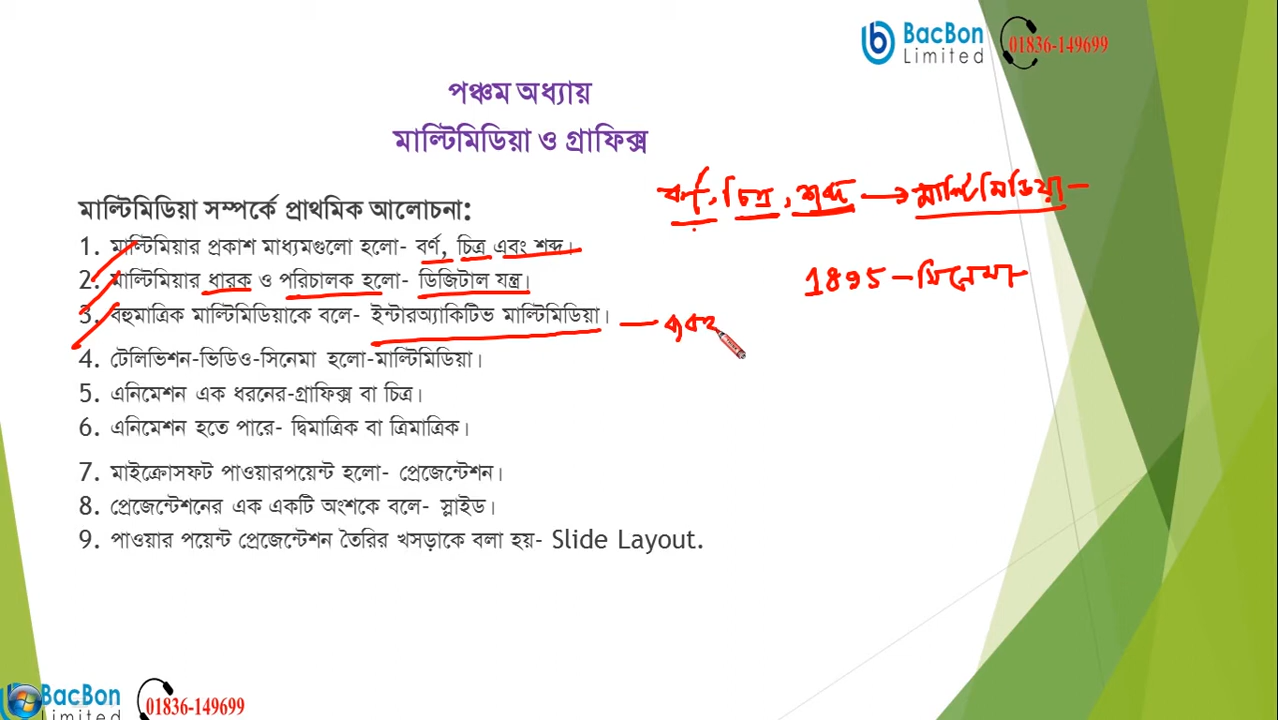 BacBon
Limited
01836-149699
পঞ্চম অধ্যায়
মাল্টিমিডিয়া ও গ্রাফিক্স
বর্ণ, চিত্র, শব্দ → মাল্টিমিডিয়া -
মাল্টিমিডিয়া সম্পর্কে প্রাথমিক আলোচনা:
1. মাল্টিমিয়ার প্রকাশ মাধ্যমগুলো হলো- বর্ণ, চিত্র এবং শব্দ।
2. মাল্টিমিয়ার ধারক ও পরিচালক হলো- ডিজিটাল যন্ত্র।
1895 - সিনেমা
3. বহুমাত্রিক মাল্টিমিডিয়াকে বলে- ইন্টারঅ্যাকিটিভ মাল্টিমিডিয়া।
4. টেলিভিশন-ভিডিও-সিনেমা হলো-মাল্টিমিডিয়া।
5. এনিমেশন এক ধরনের-গ্রাফিক্স বা চিত্র।
6. এনিমেশন হতে পারে- দ্বিমাত্রিক বা ত্রিমাত্রিক।
7. মাইক্রোসফট পাওয়ারপয়েন্ট হলো- প্রেজেন্টেশন।
8. প্রেজেন্টেশনের এক একটি অংশকে বলে- স্লাইড।
9. পাওয়ার পয়েন্ট প্রেজেন্টেশন তৈরির খসড়াকে বলা হয়- Slide Layout.
BacBon
Limited
01836-149699